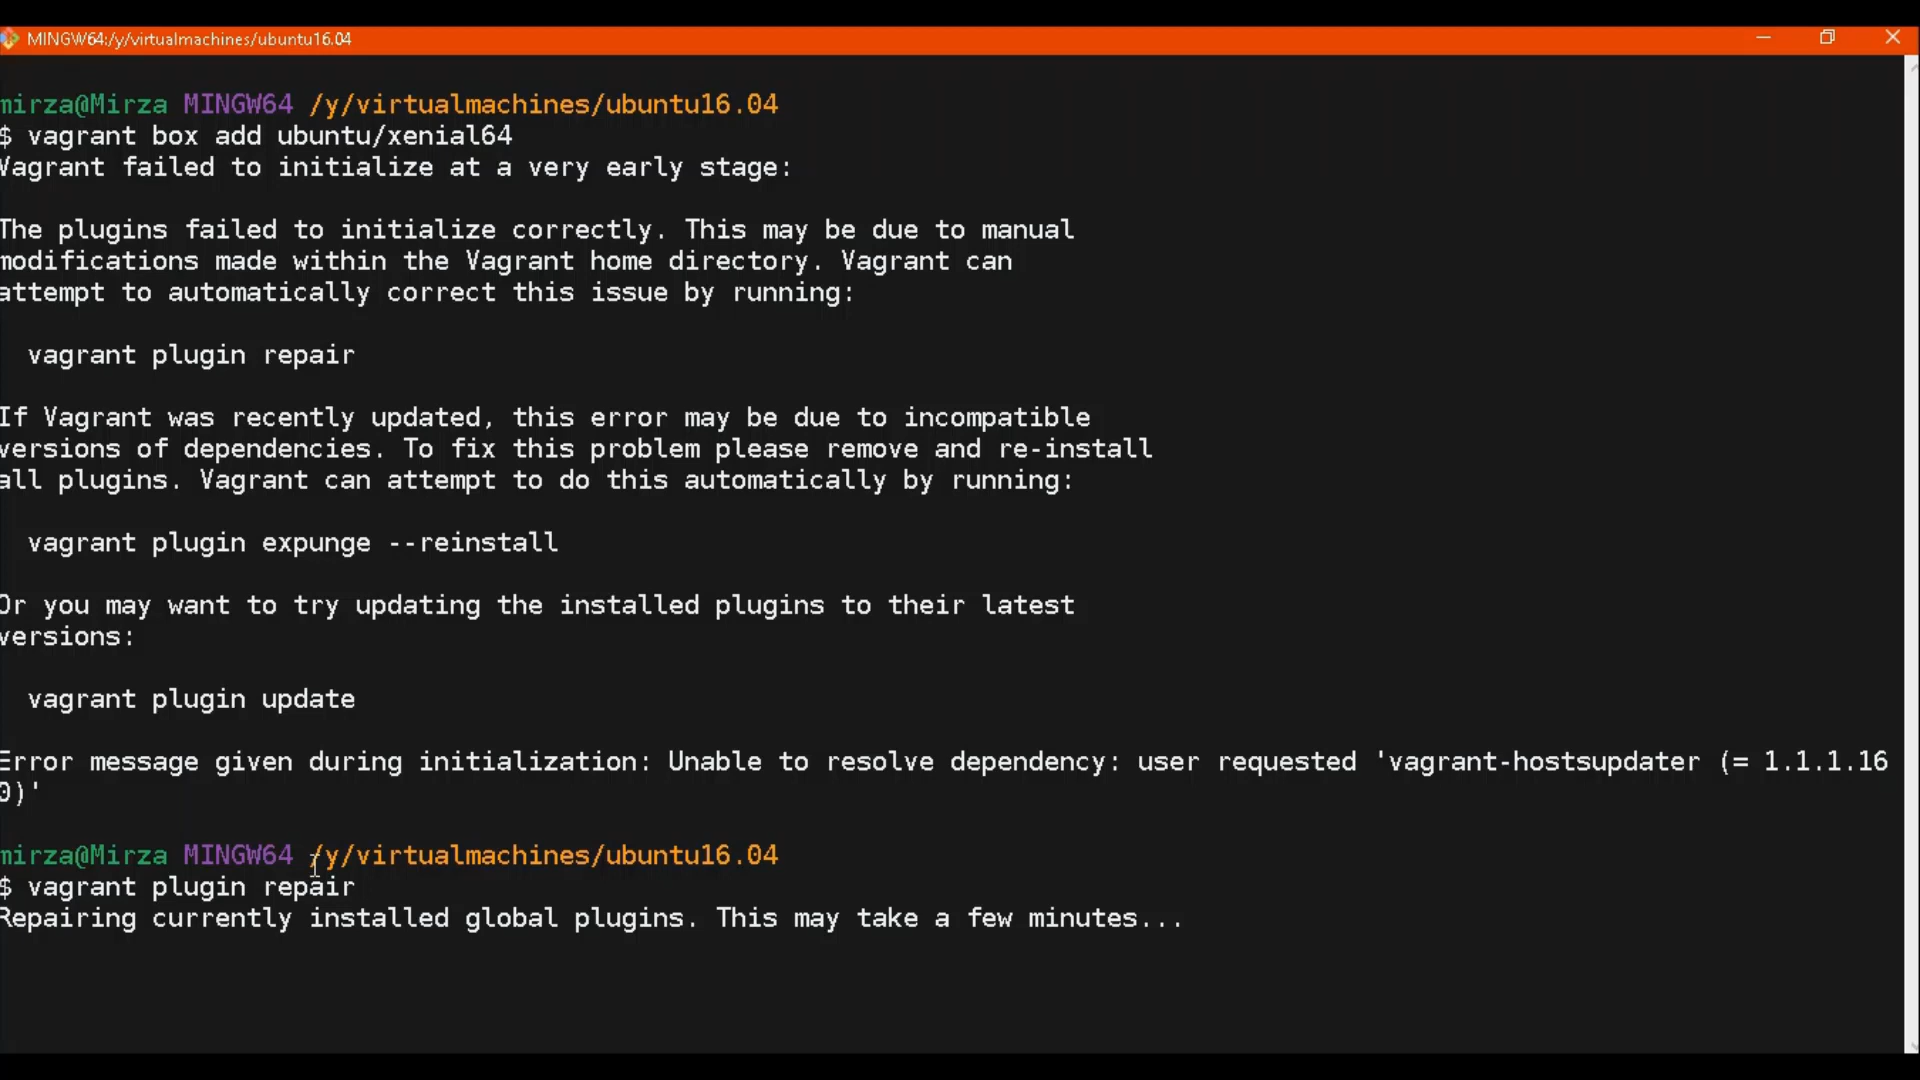 MINGW64:/y/virtualmachines/ubuntu16.04
mirza@Mirza MINGW64 /y/virtualmachines/ubuntu16.04
$ vagrant box add ubuntu/xenial64
Vagrant failed to initialize at a very early stage:
The plugins failed to initialize correctly. This may be due to manual
modifications made within the Vagrant home directory. Vagrant can
attempt to automatically correct this issue by running:
vagrant plugin repair
If Vagrant was recently updated, this error may be due to incompatible
versions of dependencies. To fix this problem please remove and re-install
all plugins. Vagrant can attempt to do this automatically by running:
vagrant plugin expunge --reinstall
Or you may want to try updating the installed plugins to their latest
versions:
vagrant plugin update
Error message given during initialization: Unable to resolve dependency: user requested 'vagrant-hostsupdater (= 1.1.1.16
0)'
mirza@Mirza MINGW64 /y/virtualmachines/ubuntu16.04
$ vagrant plugin repair
Repairing currently installed global plugins. This may take a few minutes...